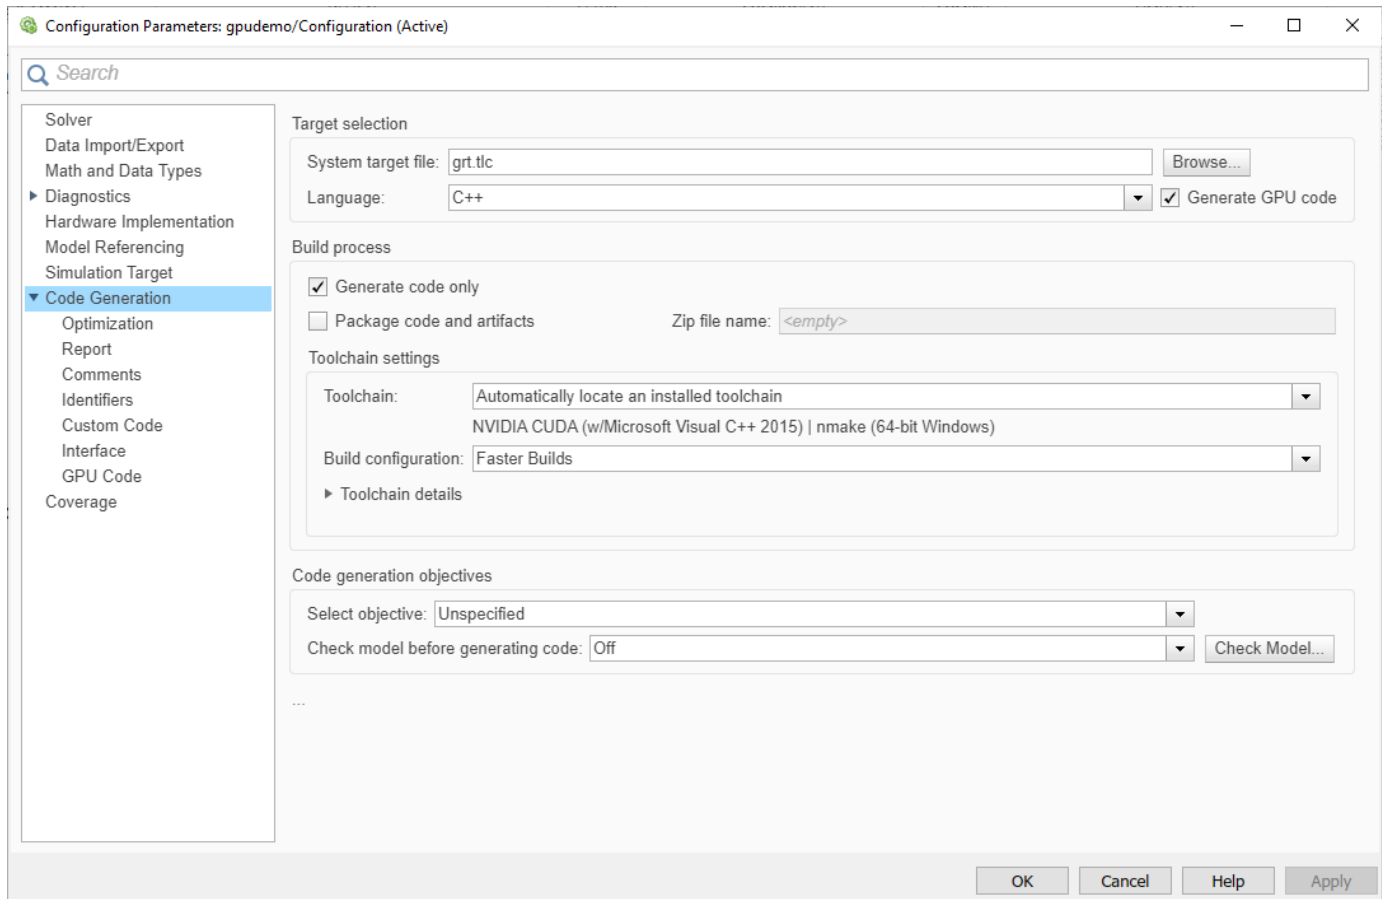 Configuration Parameters: gpudemo/Configuration (Active)
Search
Solver
Data Import/Export
Math and Data Types
Diagnostics
Hardware Implementation
Model Referencing
Simulation Target
Code Generation
Optimization
Report
Comments
Identifiers
Custom Code
Interface
GPU Code
Coverage
Target selection
System target file: grt.tlc Browse...
Language: C++ Generate GPU code
Build process
Generate code only
Package code and artifacts Zip file name: <empty>
Toolchain settings
Toolchain: Automatically locate an installed toolchain
NVIDIA CUDA (w/Microsoft Visual C++ 2015) | nmake (64-bit Windows)
Build configuration: Faster Builds
Toolchain details
Code generation objectives
Select objective: Unspecified
Check model before generating code: Off Check Model...
...
OK Cancel Help Apply